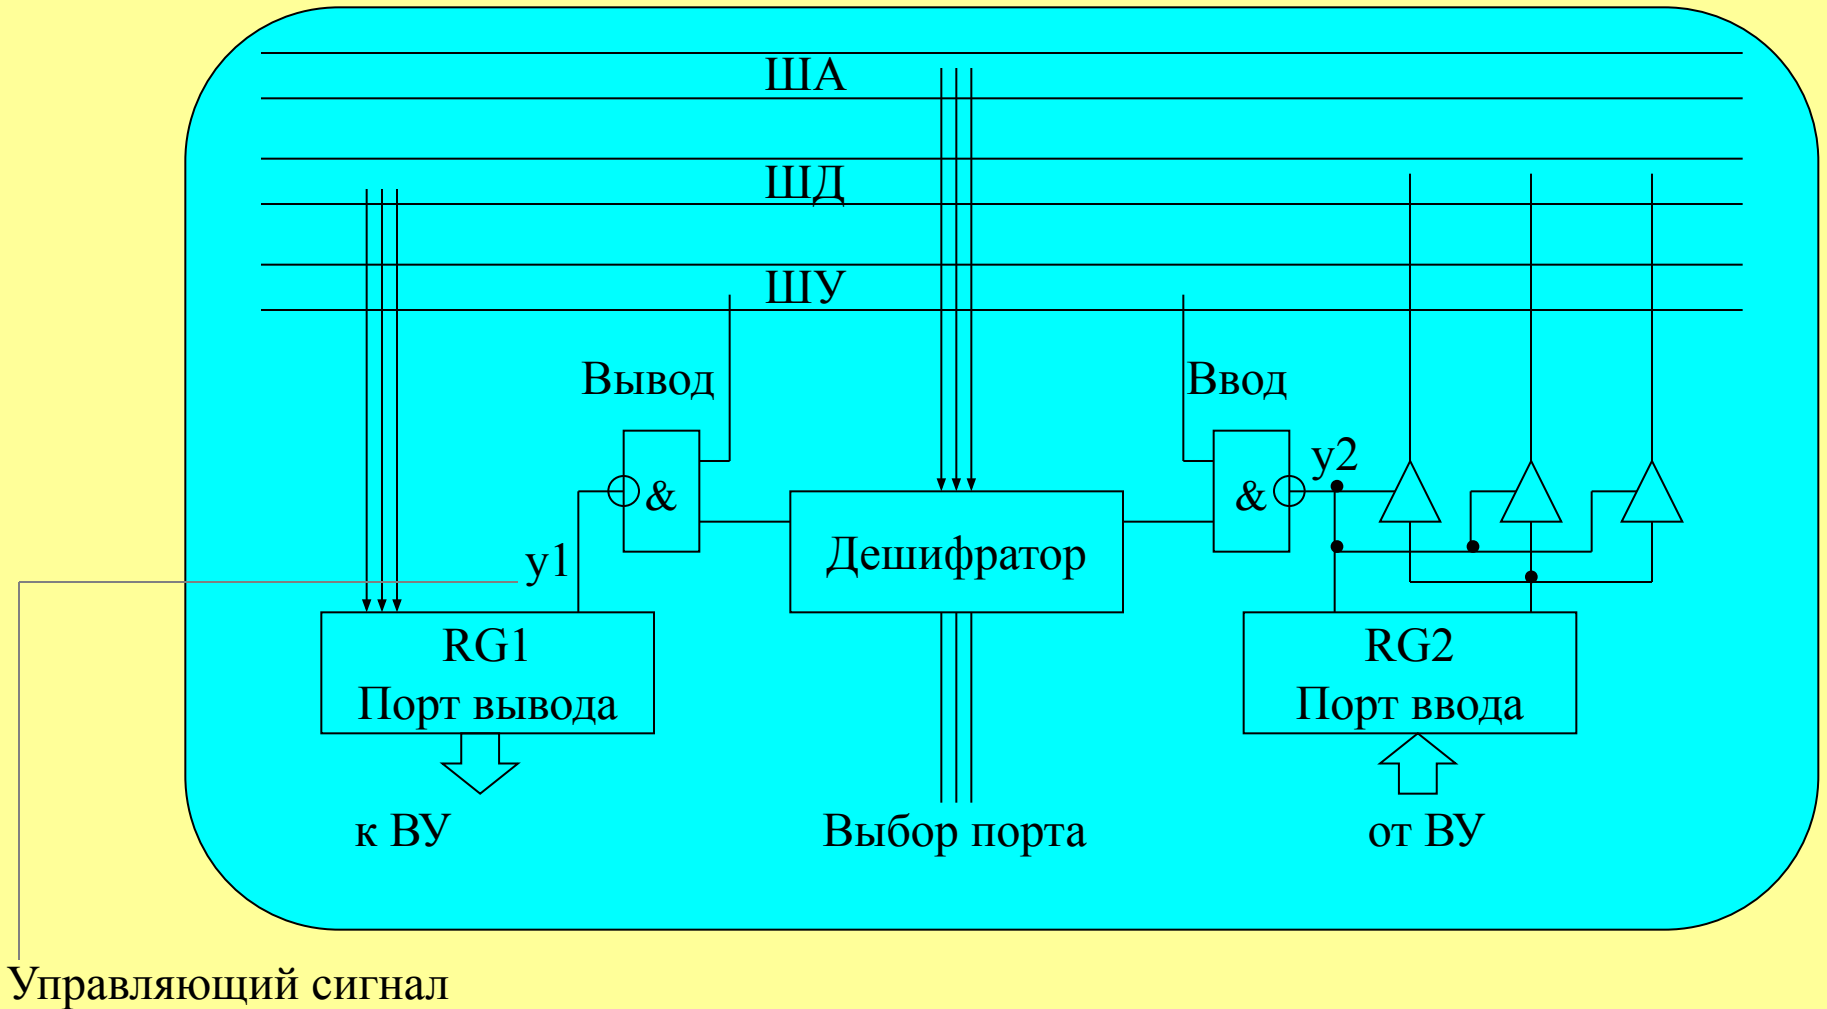 ША
ШД
ШУ
Вывод
Ввод
&
&
y2
y1
Дешифратор
RG1
Порт вывода
RG2
Порт ввода
к ВУ
Выбор порта
от ВУ
Управляющий сигнал